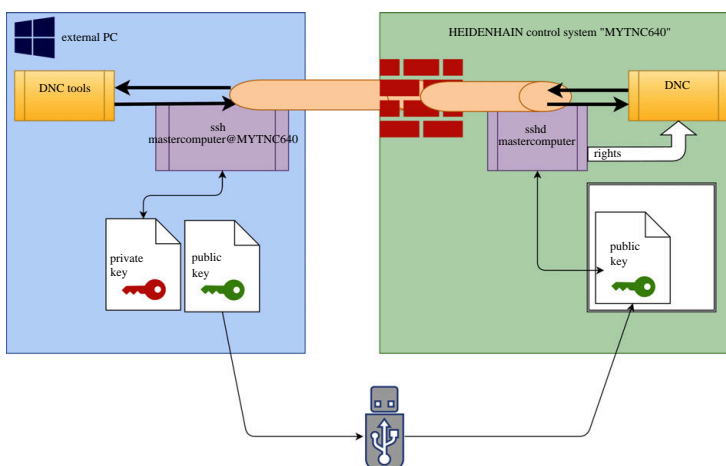 external PC
HEIDENHAIN control system "MYTNC640"
DNC tools
DNC
ssh
mastercomputer@MYTNC640
sshd
mastercomputer
rights
private
key
public
key
public
key